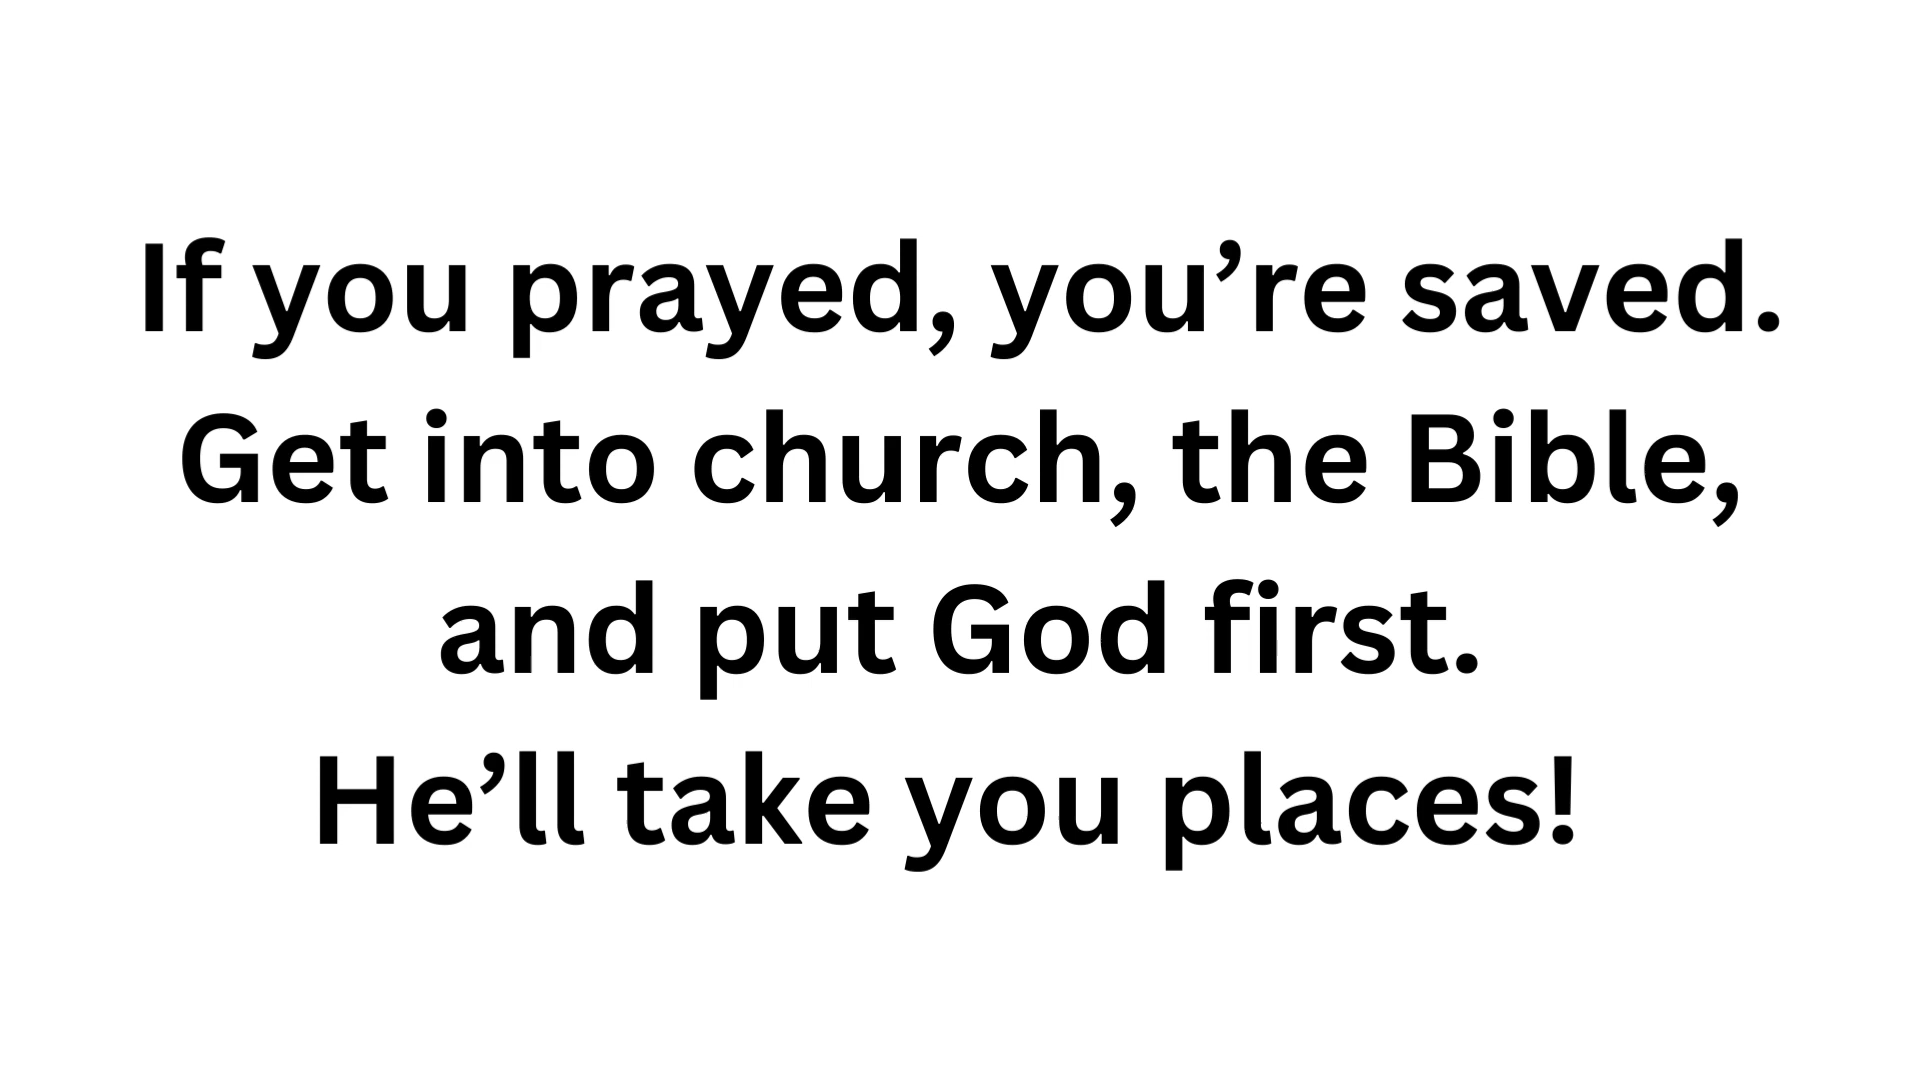 If you prayed, you’re saved.
Get into church, the Bible,
and put God first.
He’ll take you places!